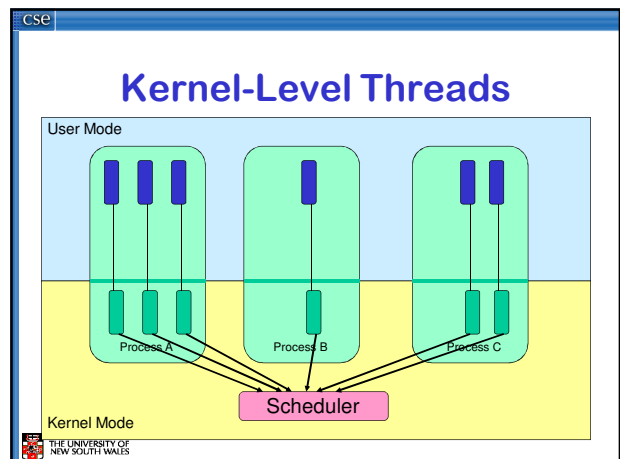 cse
Kernel-Level Threads
User Mode
Process A
Process B
Process C
Scheduler
Kernel Mode
THE UNIVERSITY OF
NEW SOUTH WALES